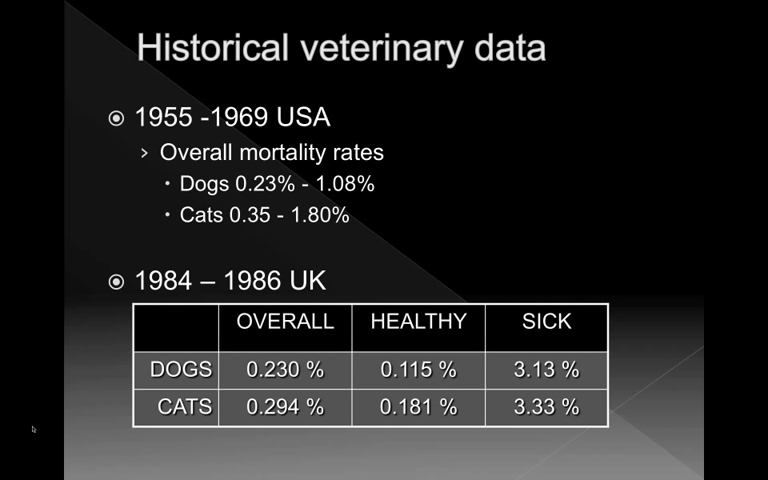 Historical veterinary data
1955 -1969 USA
Overall mortality rates
Dogs 0.23% - 1.08%
Cats 0.35 - 1.80%
1984 – 1986 UK
OVERALL HEALTHY SICK
DOGS 0.230 % 0.115 % 3.13 %
CATS 0.294 % 0.181 % 3.33 %